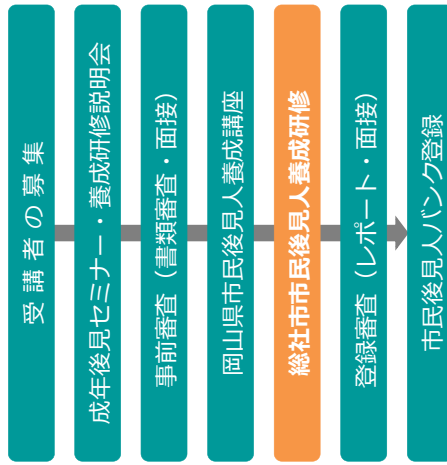 受講者の募集
成年後見セミナー・養成研修説明会
事前審査（書類審査・面接）
岡山県市民後見人養成講座
総社市市民後見人養成研修
登録審査（レポート・面接）
市民後見人バンク登録